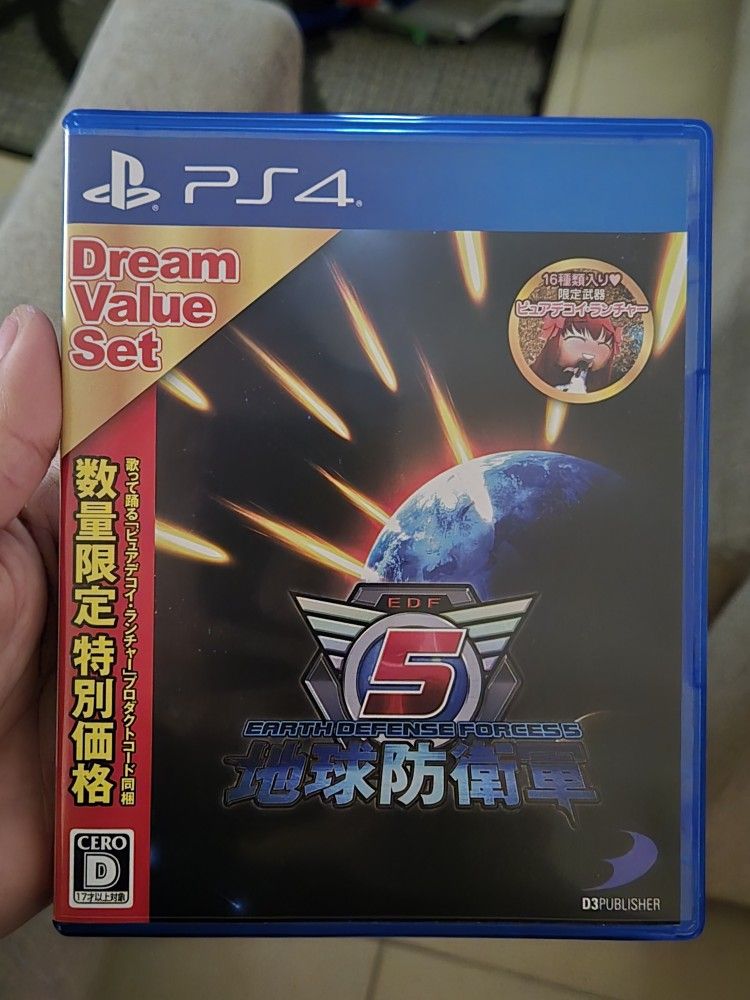 PS4
Dream
Value
Set
16種類入り♥
限定武器
ピュアデコイ・ランチャー
歌って踊る「ピュアデコイ・ランチャー」プロダクトコード同梱
数量限定 特別価格
EDF
5
EARTH DEFENSE FORCES 5
地球防衛軍
CERO
D
17才以上対象
D3PUBLISHER